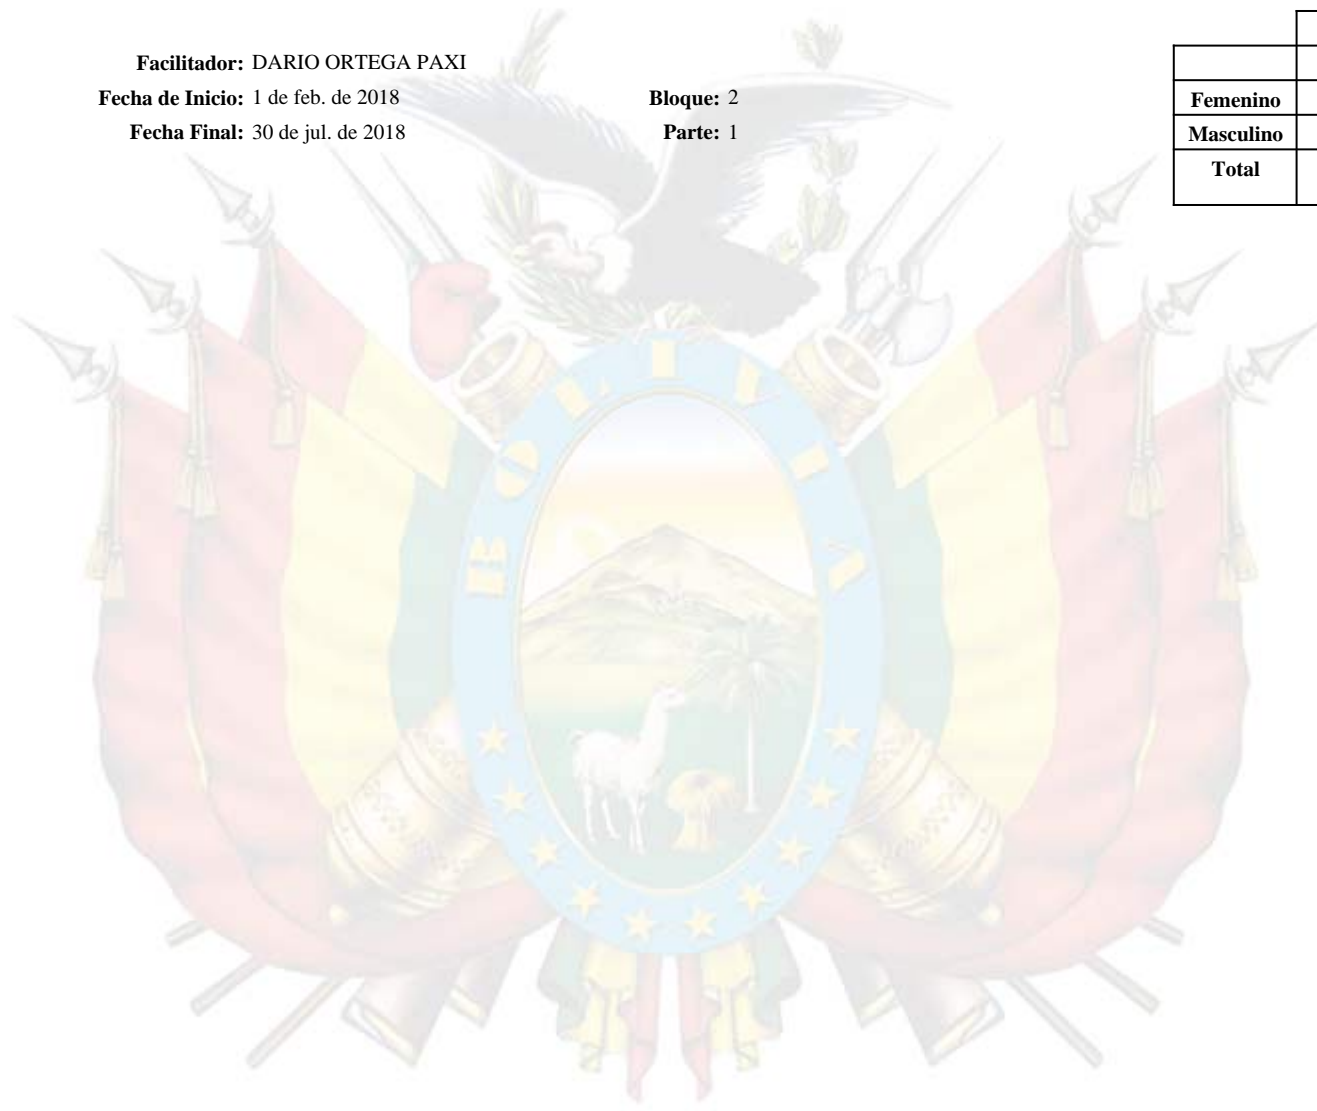 Facilitador: DARIO ORTEGA PAXI
Fecha de Inicio: 1 de feb. de 2018 Bloque: 2
Fecha Final: 30 de jul. de 2018 Parte: 1
Femenino
Masculino
Total
BOLIVIA